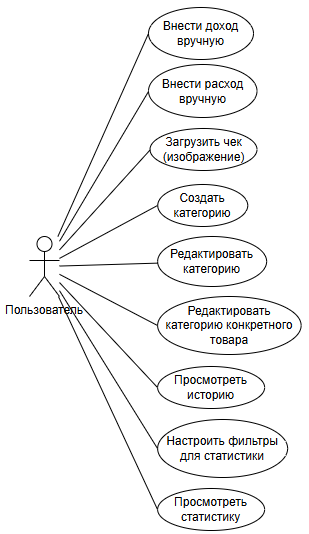 Внести доход
вручную
Внести расход
вручную
Загрузить чек
(изображение)
Создать
категорию
Редактировать
категорию
Пользователь
Редактировать
категорию конкретного
товара
Просмотреть
историю
Настроить фильтры
для статистики
Просмотреть
статистику